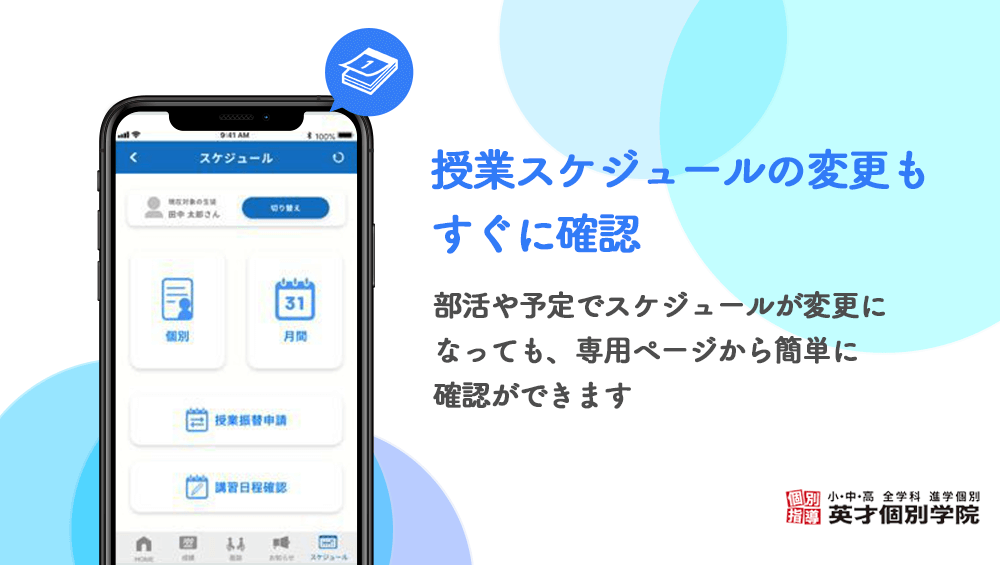 1
9:41 AM
100%
スケジュール
現在対象の生徒
田中 太郎さん
切り替え
個別
31
月間
授業振替申請
講習日程確認
HOME
成績
面談
お知らせ
スケジュール
授業スケジュールの変更も
すぐに確認
部活や予定でスケジュールが変更に
なっても、専用ページから簡単に
確認ができます
個別
指導
小・中・高 全学科 進学個別
英才個別学院